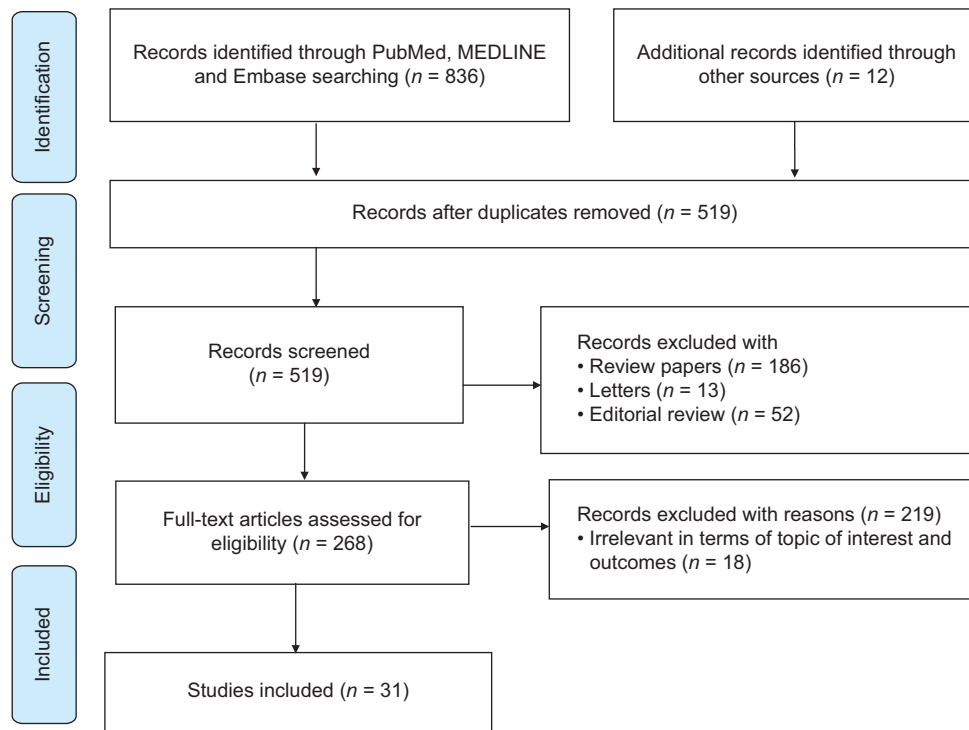 Identification
Records identified through PubMed, MEDLINE
and Embase searching (n = 836)
Additional records identified through
other sources (n = 12)
Records after duplicates removed (n = 519)
Screening
Records screened
(n = 519)
Records excluded with
• Review papers (n = 186)
• Letters (n = 13)
• Editorial review (n = 52)
Eligibility
Full-text articles assessed for
eligibility (n = 268)
Records excluded with reasons (n = 219)
• Irrelevant in terms of topic of interest and
outcomes (n = 18)
Included
Studies included (n = 31)